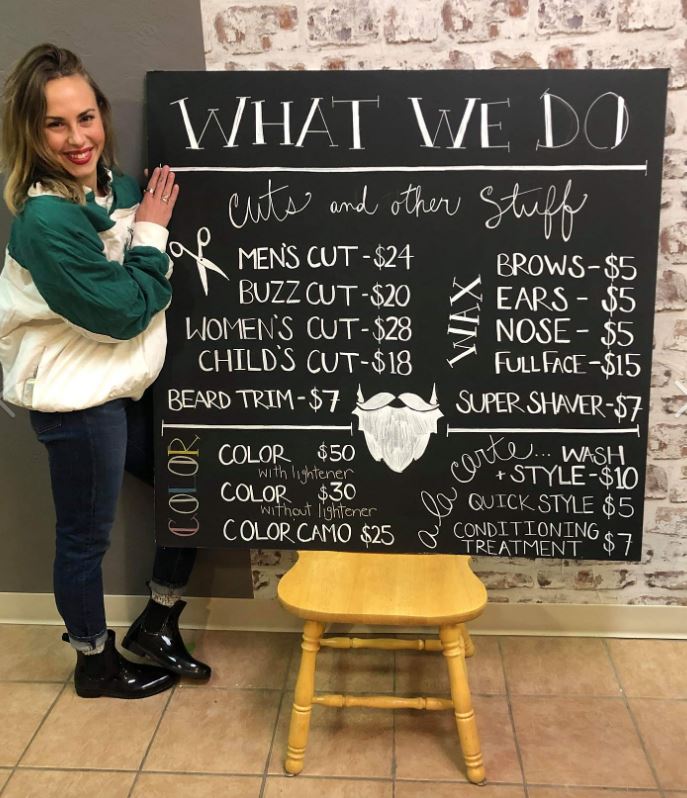 WHAT WE DO
Cuts and other Stuff
MEN'S CUT - $24
BUZZ CUT - $20
WOMEN'S CUT - $28
CHILD'S CUT - $18
BEARD TRIM - $7
WAX
BROWS - $5
EARS - $5
NOSE - $5
FULL FACE - $15
SUPER SHAVER - $7
COLOR
COLOR $50
with lightener
COLOR $30
without lightener
COLOR CAMO $25
a la carte... WASH
+ STYLE - $10
QUICK STYLE $5
CONDITIONING
TREATMENT $7